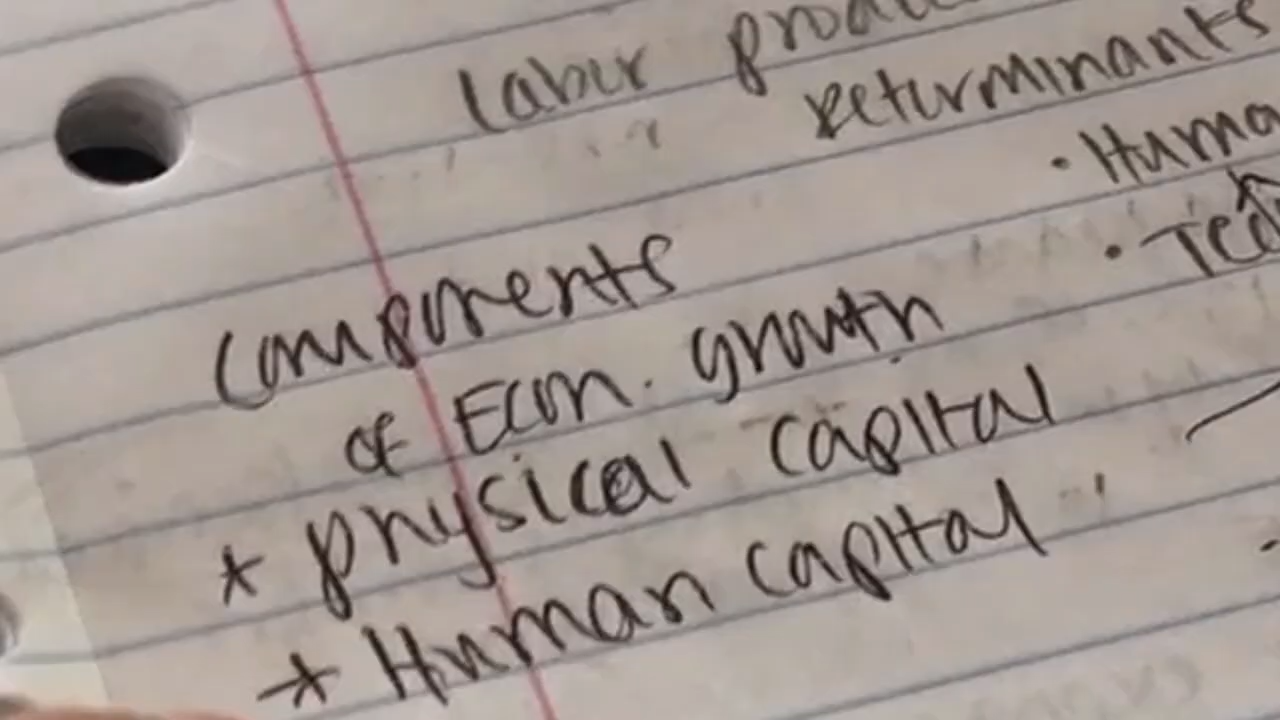 labor
determinants
• Huma
• Tec
Components
of Econ. growth
* physical capital
* Human capital